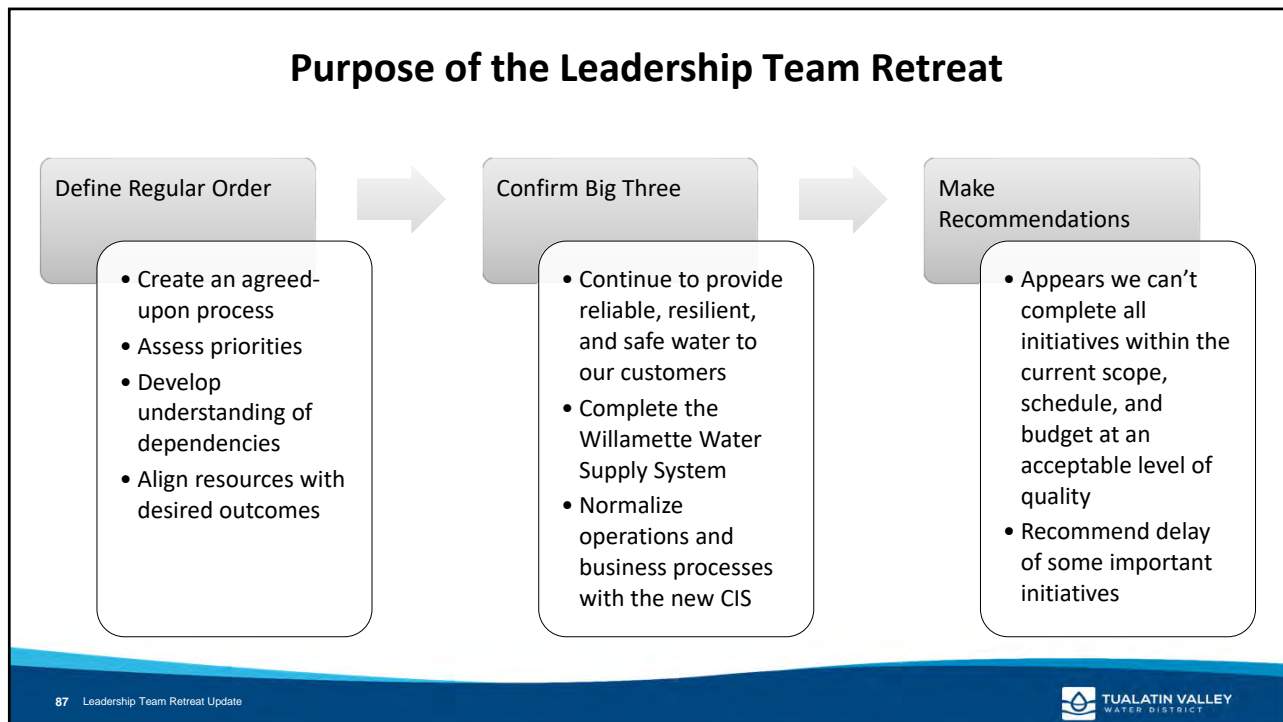 Purpose of the Leadership Team Retreat
Define Regular Order
• Create an agreed-
upon process
• Assess priorities
• Develop
understanding of
dependencies
• Align resources with
desired outcomes
Confirm Big Three
• Continue to provide
reliable, resilient,
and safe water to
our customers
• Complete the
Willamette Water
Supply System
• Normalize
operations and
business processes
with the new CIS
Make
Recommendations
• Appears we can’t
complete all
initiatives within the
current scope,
schedule, and
budget at an
acceptable level of
quality
• Recommend delay
of some important
initiatives
87 Leadership Team Retreat Update
TUALATIN VALLEY
WATER DISTRICT